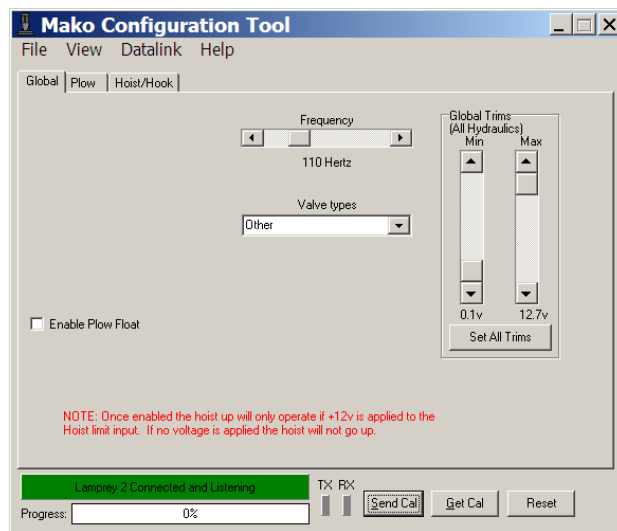 Mako Configuration Tool
File View Datalink Help
Global Plow Hoist/Hook
Frequency
110 Hertz
Valve types
Other
Global Trims
(All Hydraulics)
Min Max
0.1v 12.7v
Set All Trims
Enable Plow Float
NOTE: Once enabled the hoist up will only operate if +12v is applied to the
Hoist limit input. If no voltage is applied the hoist will not go up.
Lamprey 2 Connected and Listening
TX RX
Send Cal Get Cal Reset
Progress: 0%